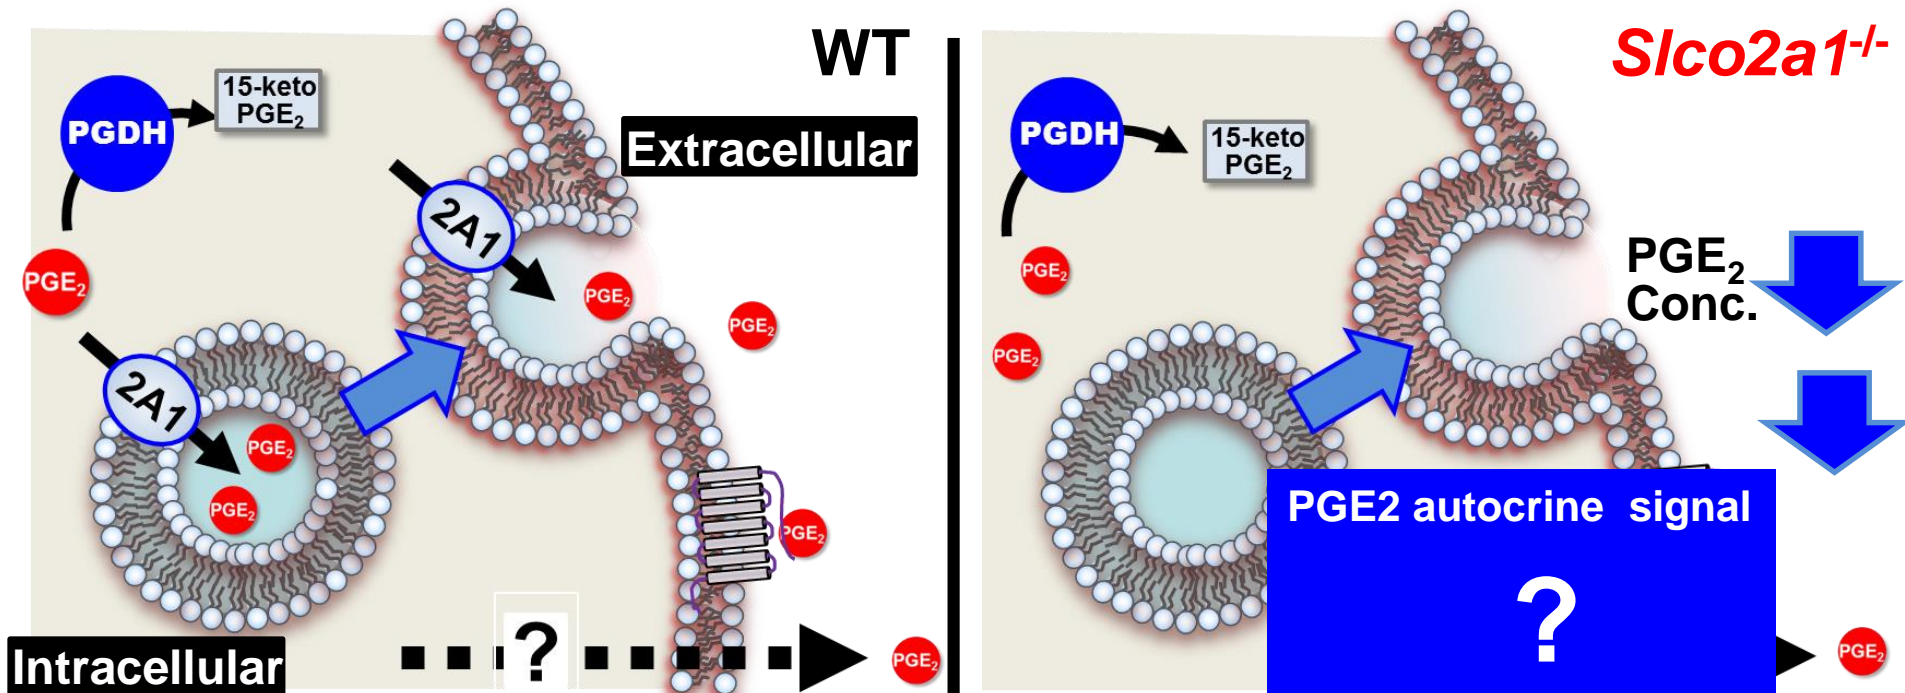 WT
15-keto
PGE₂
PGDH
Extracellular
2A1
PGE₂
PGE₂
PGE₂
2A1
PGE₂
PGE₂
PGE₂
?
PGE₂
Intracellular
Slco2a1-/-
PGDH
15-keto
PGE₂
PGE₂
PGE₂
PGE₂
Conc.
PGE2 autocrine signal
?
PGE₂